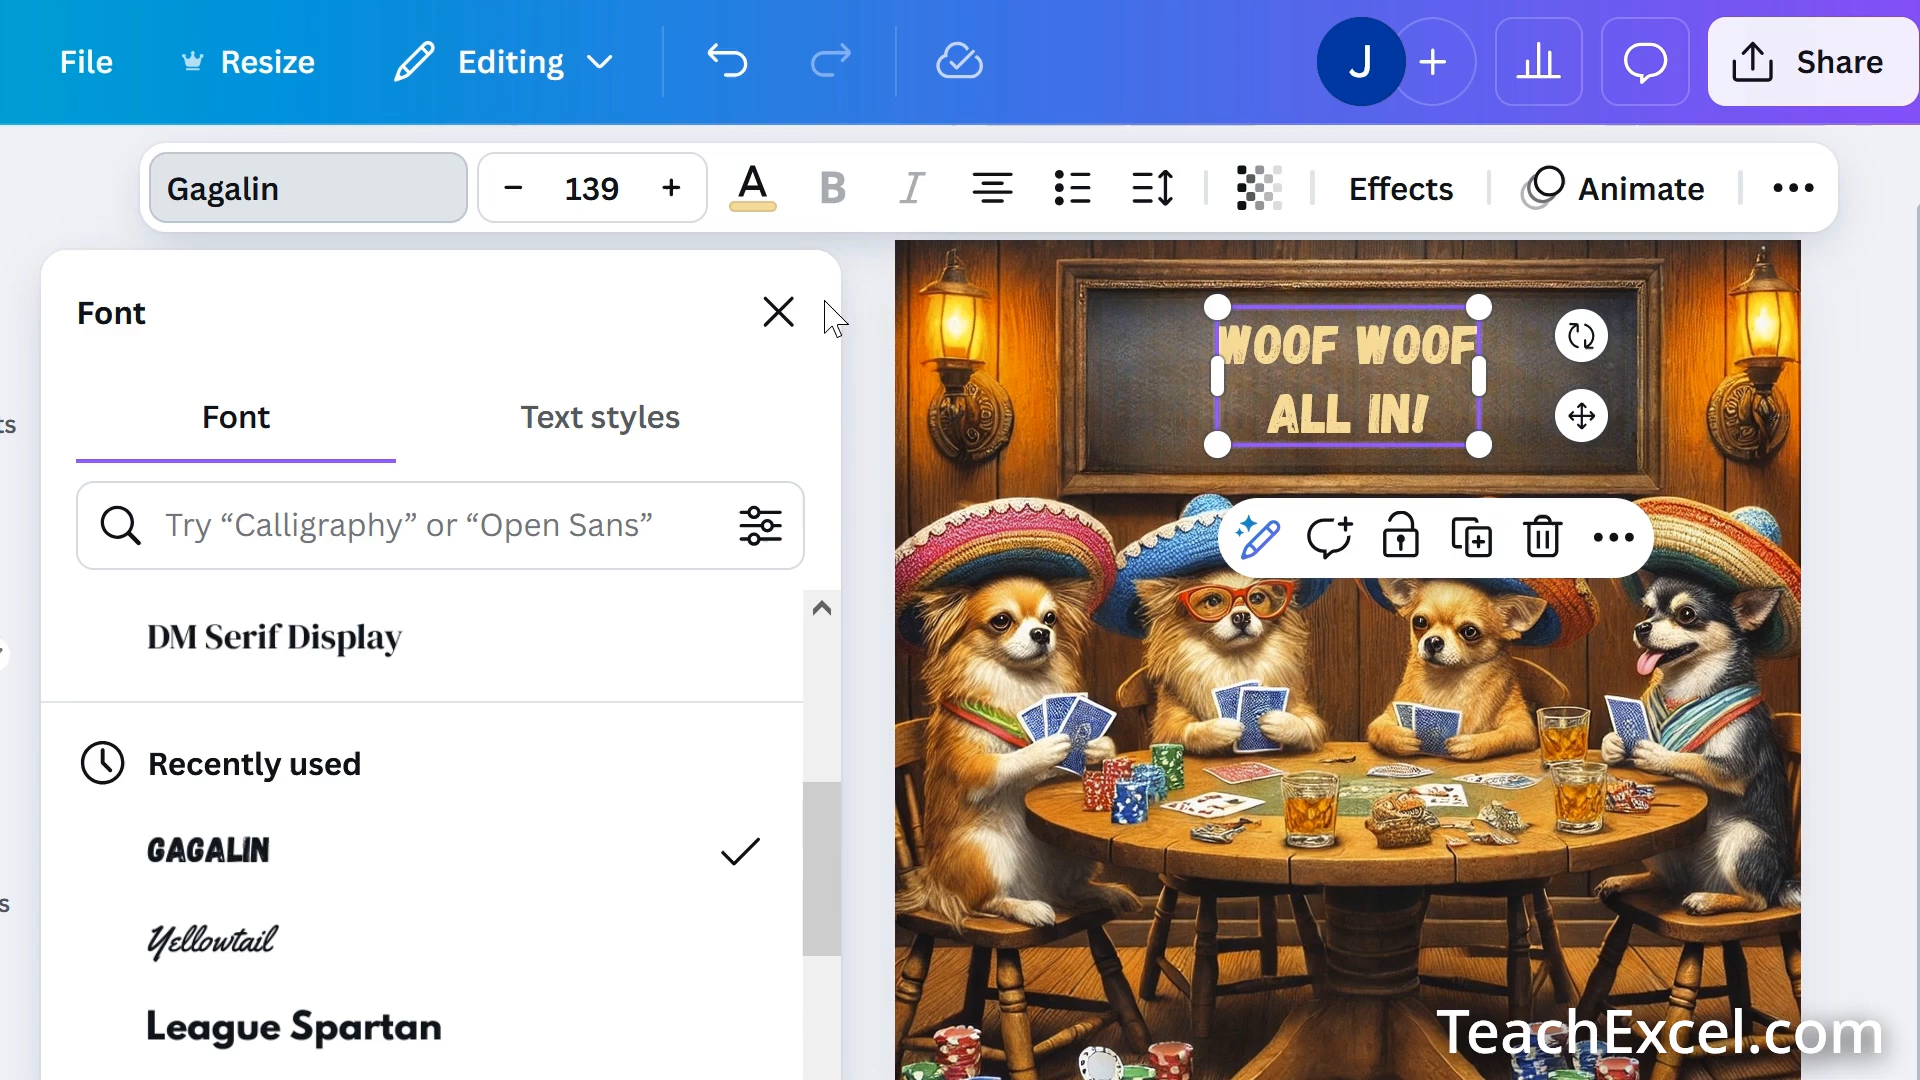 File
Resize
Editing
J
Share
Gagalin
139
A
B
I
Effects
Animate
Font
Font
Text styles
Try “Calligraphy” or “Open Sans”
DM Serif Display
Recently used
GAGALIN
Yellowtail
League Spartan
WOOF WOOF
ALL IN!
TeachExcel.com